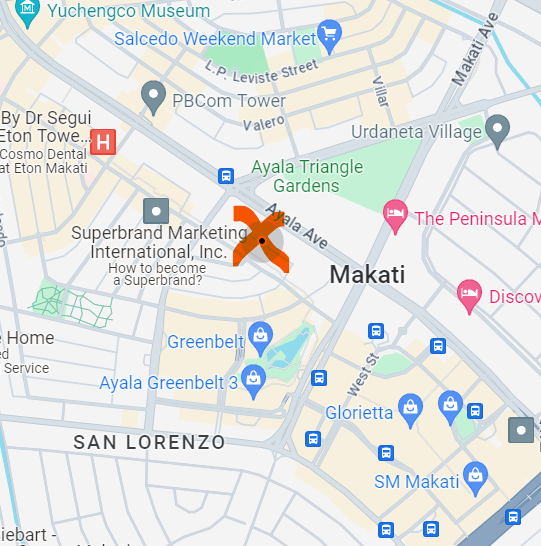 Yuchengco Museum
Salcedo Weekend Market
Makati Ave
L.P. Leviste Street
Villar
PBCom Tower
Valero
By Dr Segui
Eton Towe...
Cosmo Dental
at Eton Makati
H
Urdaneta Village
Ayala Triangle
Gardens
Ayala Ave
The Peninsula M
Superbrand Marketing
International, Inc.
How to become
a Superbrand?
Makati
Discov
e Home
ed
Service
Greenbelt
West St
Ayala Greenbelt 3
Glorietta
SAN LORENZO
SM Makati
iebart -